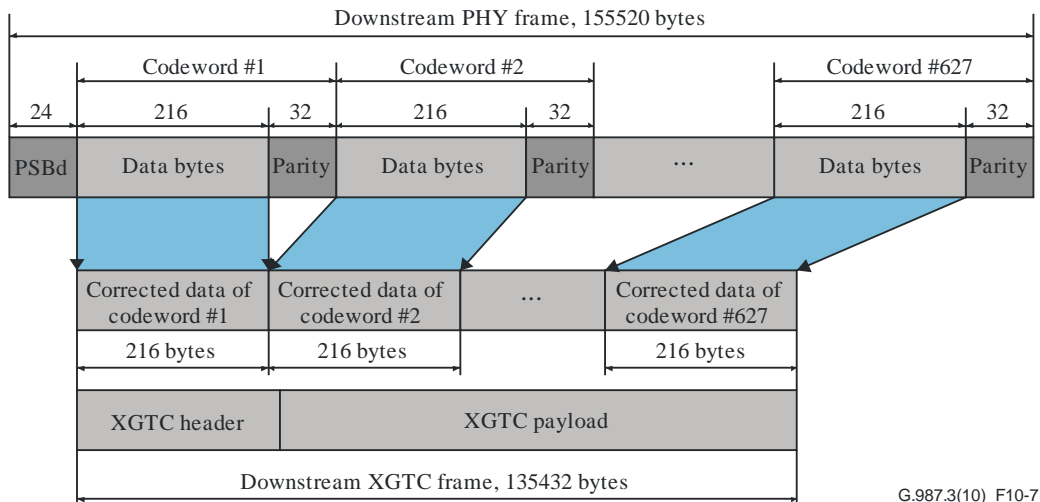 Downstream PHY frame, 155520 bytes
Codeword #1
Codeword #2
Codeword #627
24
216
32
216
32
216
32
PSBd
Data bytes
Parity
Data bytes
Parity
...
Data bytes
Parity
Corrected data of
codeword #1
Corrected data of
codeword #2
...
Corrected data of
codeword #627
216 bytes
216 bytes
216 bytes
XGTC header
XGTC payload
Downstream XGTC frame, 135432 bytes
G.987.3(10)_F10-7